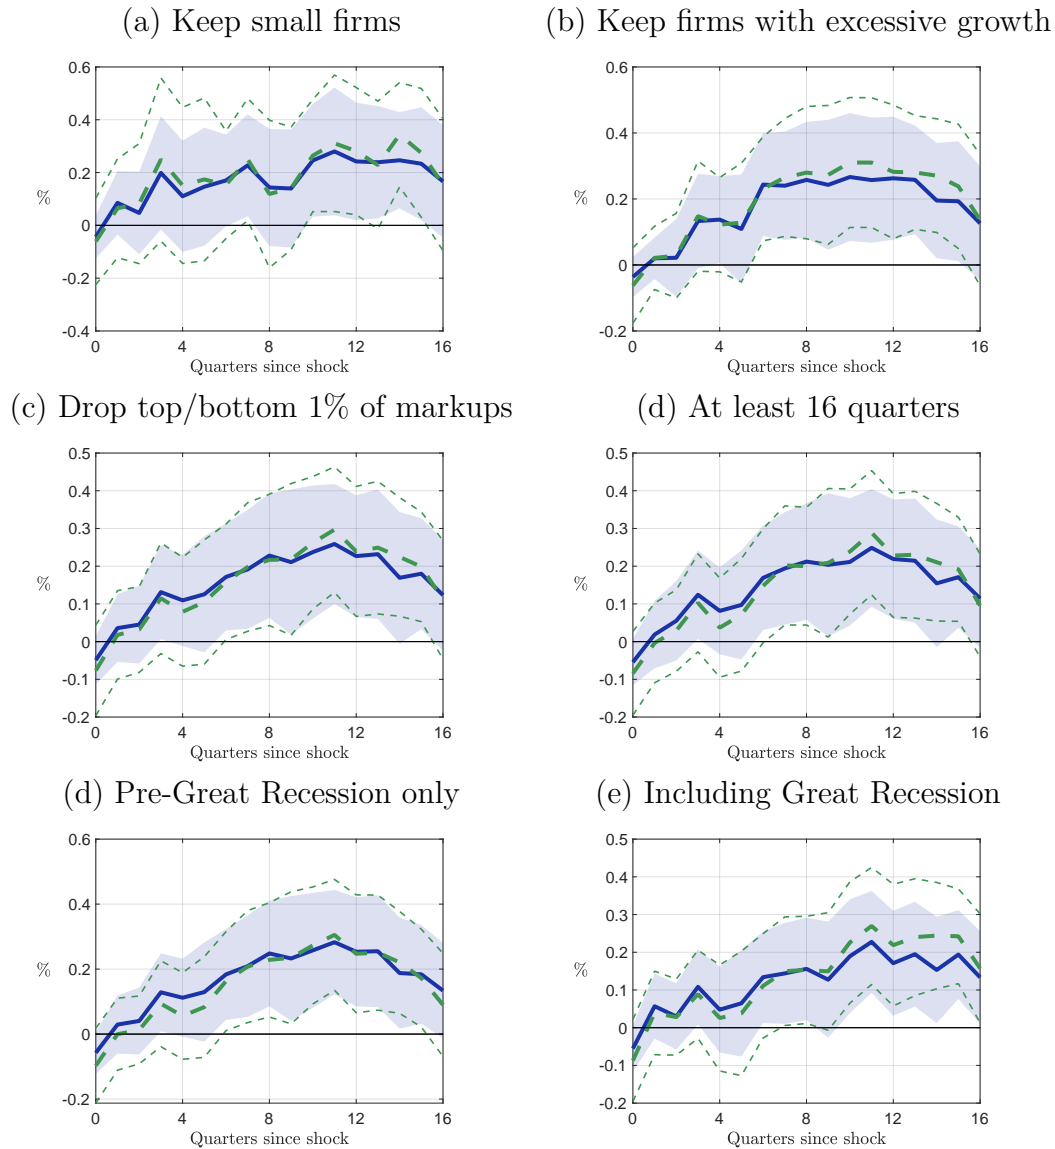 (a) Keep small firms
0.6
0.4
0.2
0
-0.2
-0.4
%
0 4 8 12 16
Quarters since shock
(b) Keep firms with excessive growth
0.6
0.4
0.2
0
-0.2
%
0 4 8 12 16
Quarters since shock
(c) Drop top/bottom 1% of markups
0.5
0.4
0.3
0.2
0.1
0
-0.1
-0.2
%
0 4 8 12 16
Quarters since shock
(d) At least 16 quarters
0.5
0.4
0.3
0.2
0.1
0
-0.1
-0.2
%
0 4 8 12 16
Quarters since shock
(d) Pre-Great Recession only
0.6
0.4
0.2
0
-0.2
%
0 4 8 12 16
Quarters since shock
(e) Including Great Recession
0.5
0.4
0.3
0.2
0.1
0
-0.1
-0.2
%
0 4 8 12 16
Quarters since shock